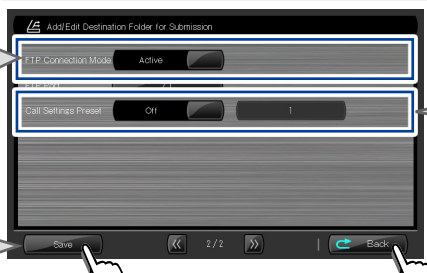 Add/Edit Destination Folder for Submission
FTP Connection Mode Active
Call Settings Preset Off 1
Save 2/2 Back